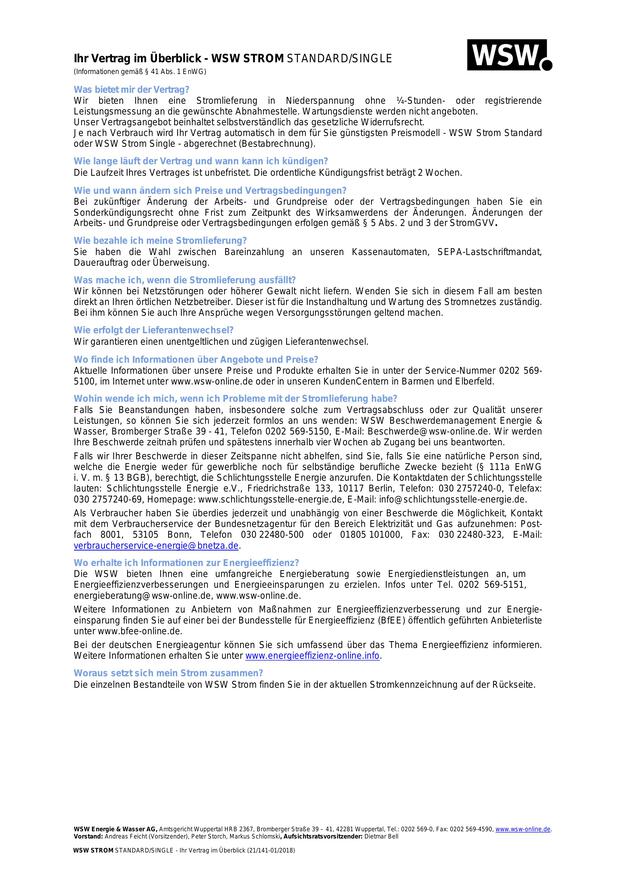 Ihr Vertrag im Überblick - WSW STROM STANDARD/SINGLE
WSW.
(Informationen gemäß § 41 Abs. 1 EnWG)
Was bietet mir der Vertrag?
Wir bieten Ihnen eine Stromlieferung in Niederspannung ohne ¼-Stunden- oder registrierende
Leistungsmessung an die gewünschte Abnahmestelle. Wartungsdienste werden nicht angeboten.
Unser Vertragsangebot beinhaltet selbstverständlich das gesetzliche Widerrufsrecht.
Je nach Verbrauch wird Ihr Vertrag automatisch in dem für Sie günstigsten Preismodell - WSW Strom Standard
oder WSW Strom Single - abgerechnet (Bestabrechnung).
Wie lange läuft der Vertrag und wann kann ich kündigen?
Die Laufzeit Ihres Vertrages ist unbefristet. Die ordentliche Kündigungsfrist beträgt 2 Wochen.
Wie und wann ändern sich Preise und Vertragsbedingungen?
Bei zukünftiger Änderung der Arbeits- und Grundpreise oder der Vertragsbedingungen haben Sie ein
Sonderkündigungsrecht ohne Frist zum Zeitpunkt des Wirksamwerdens der Änderungen. Änderungen der
Arbeits- und Grundpreise oder Vertragsbedingungen erfolgen gemäß § 5 Abs. 2 und 3 der StromGVV.
Wie bezahle ich meine Stromlieferung?
Sie haben die Wahl zwischen Bareinzahlung an unseren Kassenautomaten, SEPA-Lastschriftmandat,
Dauerauftrag oder Überweisung.
Was mache ich, wenn die Stromlieferung ausfällt?
Wir können bei Netzstörungen oder höherer Gewalt nicht liefern. Wenden Sie sich in diesem Fall am besten
direkt an Ihren örtlichen Netzbetreiber. Dieser ist für die Instandhaltung und Wartung des Stromnetzes zuständig.
Bei ihm können Sie auch Ihre Ansprüche wegen Versorgungsstörungen geltend machen.
Wie erfolgt der Lieferantenwechsel?
Wir garantieren einen unentgeltlichen und zügigen Lieferantenwechsel.
Wo finde ich Informationen über Angebote und Preise?
Aktuelle Informationen über unsere Preise und Produkte erhalten Sie in unter der Service-Nummer 0202 569-
5100, im Internet unter www.wsw-online.de oder in unseren KundenCentern in Barmen und Elberfeld.
Wohin wende ich mich, wenn ich Probleme mit der Stromlieferung habe?
Falls Sie Beanstandungen haben, insbesondere solche zum Vertragsabschluss oder zur Qualität unserer
Leistungen, so können Sie sich jederzeit formlos an uns wenden: WSW Beschwerdemanagement Energie &
Wasser, Bromberger Straße 39 - 41, Telefon 0202 569-5150, E-Mail: Beschwerde@wsw-online.de. Wir werden
Ihre Beschwerde zeitnah prüfen und spätestens innerhalb vier Wochen ab Zugang bei uns beantworten.
Falls wir Ihrer Beschwerde in dieser Zeitspanne nicht abhelfen, sind Sie, falls Sie eine natürliche Person sind,
welche die Energie weder für gewerbliche noch für selbständige berufliche Zwecke bezieht (§ 111a EnWG
i. V. m. § 13 BGB), berechtigt, die Schlichtungsstelle Energie anzurufen. Die Kontaktdaten der Schlichtungsstelle
lauten: Schlichtungsstelle Energie e.V., Friedrichstraße 133, 10117 Berlin, Telefon: 030 2757240-0, Telefax:
030 2757240-69, Homepage: www.schlichtungsstelle-energie.de, E-Mail: info@schlichtungsstelle-energie.de.
Als Verbraucher haben Sie überdies jederzeit und unabhängig von einer Beschwerde die Möglichkeit, Kontakt
mit dem Verbraucherservice der Bundesnetzagentur für den Bereich Elektrizität und Gas aufzunehmen: Post-
fach 8001, 53105 Bonn, Telefon 030 22480-500 oder 01805 101000, Fax: 030 22480-323, E-Mail:
verbraucherservice-energie@bnetza.de.
Wo erhalte ich Informationen zur Energieeffizienz?
Die WSW bieten Ihnen eine umfangreiche Energieberatung sowie Energiedienstleistungen an, um
Energieeffizienzverbesserungen und Energieeinsparungen zu erzielen. Infos unter Tel. 0202 569-5151,
energieberatung@wsw-online.de, www.wsw-online.de.
Weitere Informationen zu Anbietern von Maßnahmen zur Energieeffizienzverbesserung und zur Energie-
einsparung finden Sie auf einer bei der Bundesstelle für Energieeffizienz (BfEE) öffentlich geführten Anbieterliste
unter www.bfee-online.de.
Bei der deutschen Energieagentur können Sie sich umfassend über das Thema Energieeffizienz informieren.
Weitere Informationen erhalten Sie unter www.energieeffizienz-online.info.
Woraus setzt sich mein Strom zusammen?
Die einzelnen Bestandteile von WSW Strom finden Sie in der aktuellen Stromkennzeichnung auf der Rückseite.
WSW Energie & Wasser AG, Amtsgericht Wuppertal HRB 2367, Bromberger Straße 39 – 41, 42281 Wuppertal, Tel.: 0202 569-0, Fax: 0202 569-4590, www.wsw-online.de.
Vorstand: Andreas Feicht (Vorsitzender), Peter Storch, Markus Schlomski, Aufsichtsratsvorsitzender: Dietmar Bell
WSW STROM STANDARD/SINGLE - Ihr Vertrag im Überblick (21/141-01/2018)